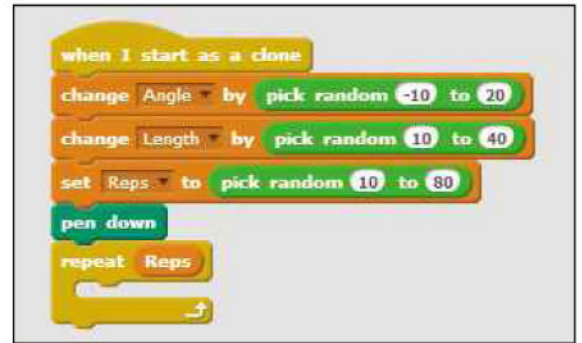 when I start as a clone
change Angle by pick random -10 to 20
change Length by pick random 10 to 40
set Reps to pick random 10 to 80
pen down
repeat Reps